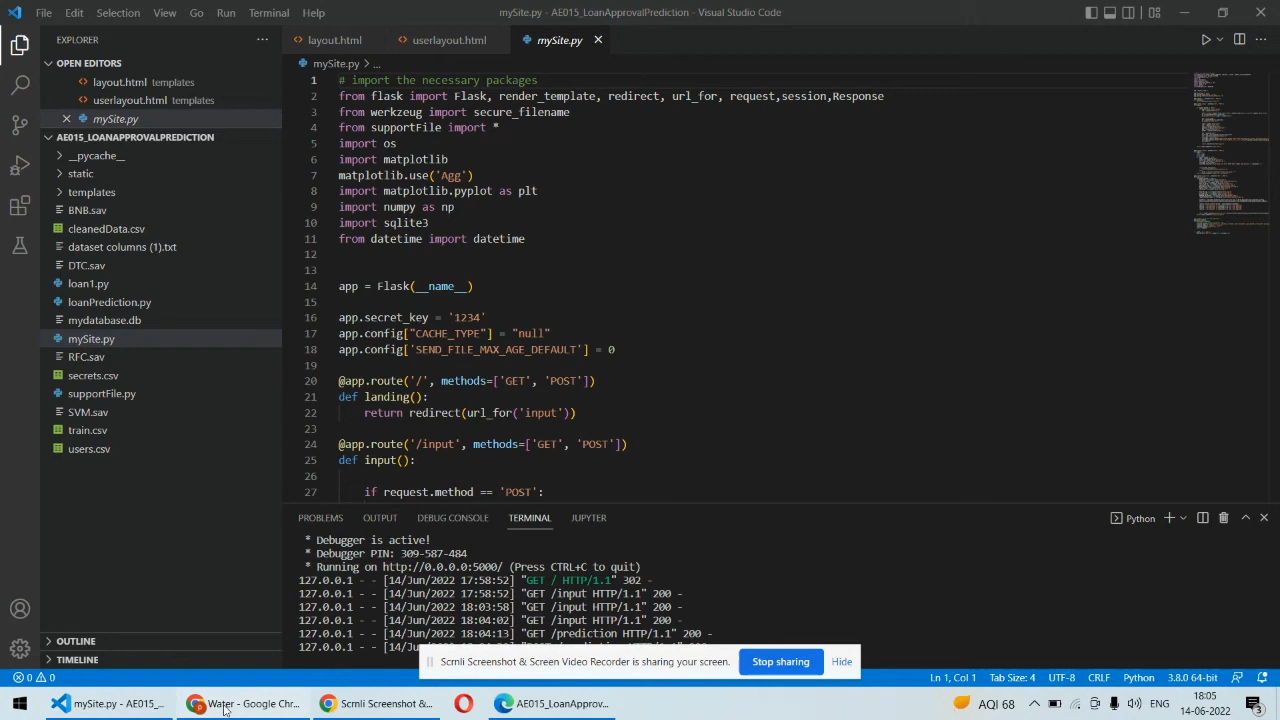 File Edit Selection View Go Run Terminal Help
mySite.py - AE015_LoanApprovalPrediction - Visual Studio Code
EXPLORER
layout.html
userlayout.html
mySite.py
OPEN EDITORS
layout.html templates
userlayout.html templates
mySite.py
AE015_LOANAPPROVALPREDICTION
__pycache__
static
templates
BNB.sav
cleanedData.csv
dataset columns (1).txt
DTC.sav
loan1.py
loanPrediction.py
mydatabase.db
mySite.py
RFC.sav
secrets.csv
supportFile.py
SVM.sav
train.csv
users.csv
OUTLINE
TIMELINE
mySite.py > ...
1 # import the necessary packages
2 from flask import Flask, render_template, redirect, url_for, request,session,Response
3 from werkzeug import secure_filename
4 from supportFile import *
5 import os
6 import matplotlib
7 matplotlib.use('Agg')
8 import matplotlib.pyplot as plt
9 import numpy as np
10 import sqlite3
11 from datetime import datetime
12
13
14 app = Flask(__name__)
15
16 app.secret_key = '1234'
17 app.config["CACHE_TYPE"] = "null"
18 app.config['SEND_FILE_MAX_AGE_DEFAULT'] = 0
19
20 @app.route('/', methods=['GET', 'POST'])
21 def landing():
22 return redirect(url_for('input'))
23
24 @app.route('/input', methods=['GET', 'POST'])
25 def input():
26
27 if request.method == 'POST':
PROBLEMS OUTPUT DEBUG CONSOLE TERMINAL JUPYTER
Python
* Debugger is active!
* Debugger PIN: 309-587-484
* Running on http://0.0.0.0:5000/ (Press CTRL+C to quit)
127.0.0.1 - - [14/Jun/2022 17:58:52] "GET / HTTP/1.1" 302 -
127.0.0.1 - - [14/Jun/2022 17:58:52] "GET /input HTTP/1.1" 200 -
127.0.0.1 - - [14/Jun/2022 18:03:58] "GET /input HTTP/1.1" 200 -
127.0.0.1 - - [14/Jun/2022 18:04:02] "GET /input HTTP/1.1" 200 -
127.0.0.1 - - [14/Jun/2022 18:04:13] "GET /prediction HTTP/1.1" 200 -
127.0.0.1
Scrnli Screenshot & Screen Video Recorder is sharing your screen. Stop sharing Hide
0 0
Ln 1, Col 1 Tab Size: 4 UTF-8 CRLF Python 3.8.0 64-bit
mySite.py - AE015_...
Water - Google Chr...
Scrnli Screenshot &...
AE015_LoanApprov...
AQI 68
ENG
18:05
14-06-2022
3